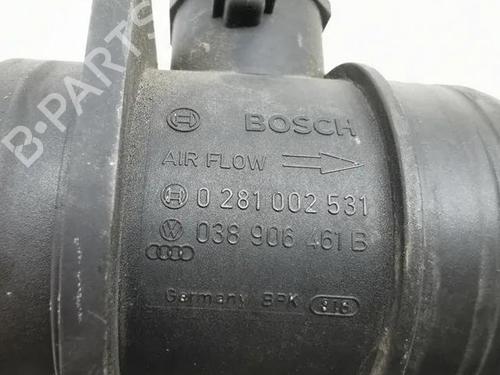 B-PARTS
BOSCH
AIR FLOW
0 281 002 531
038 906 461 B
Germany BPK